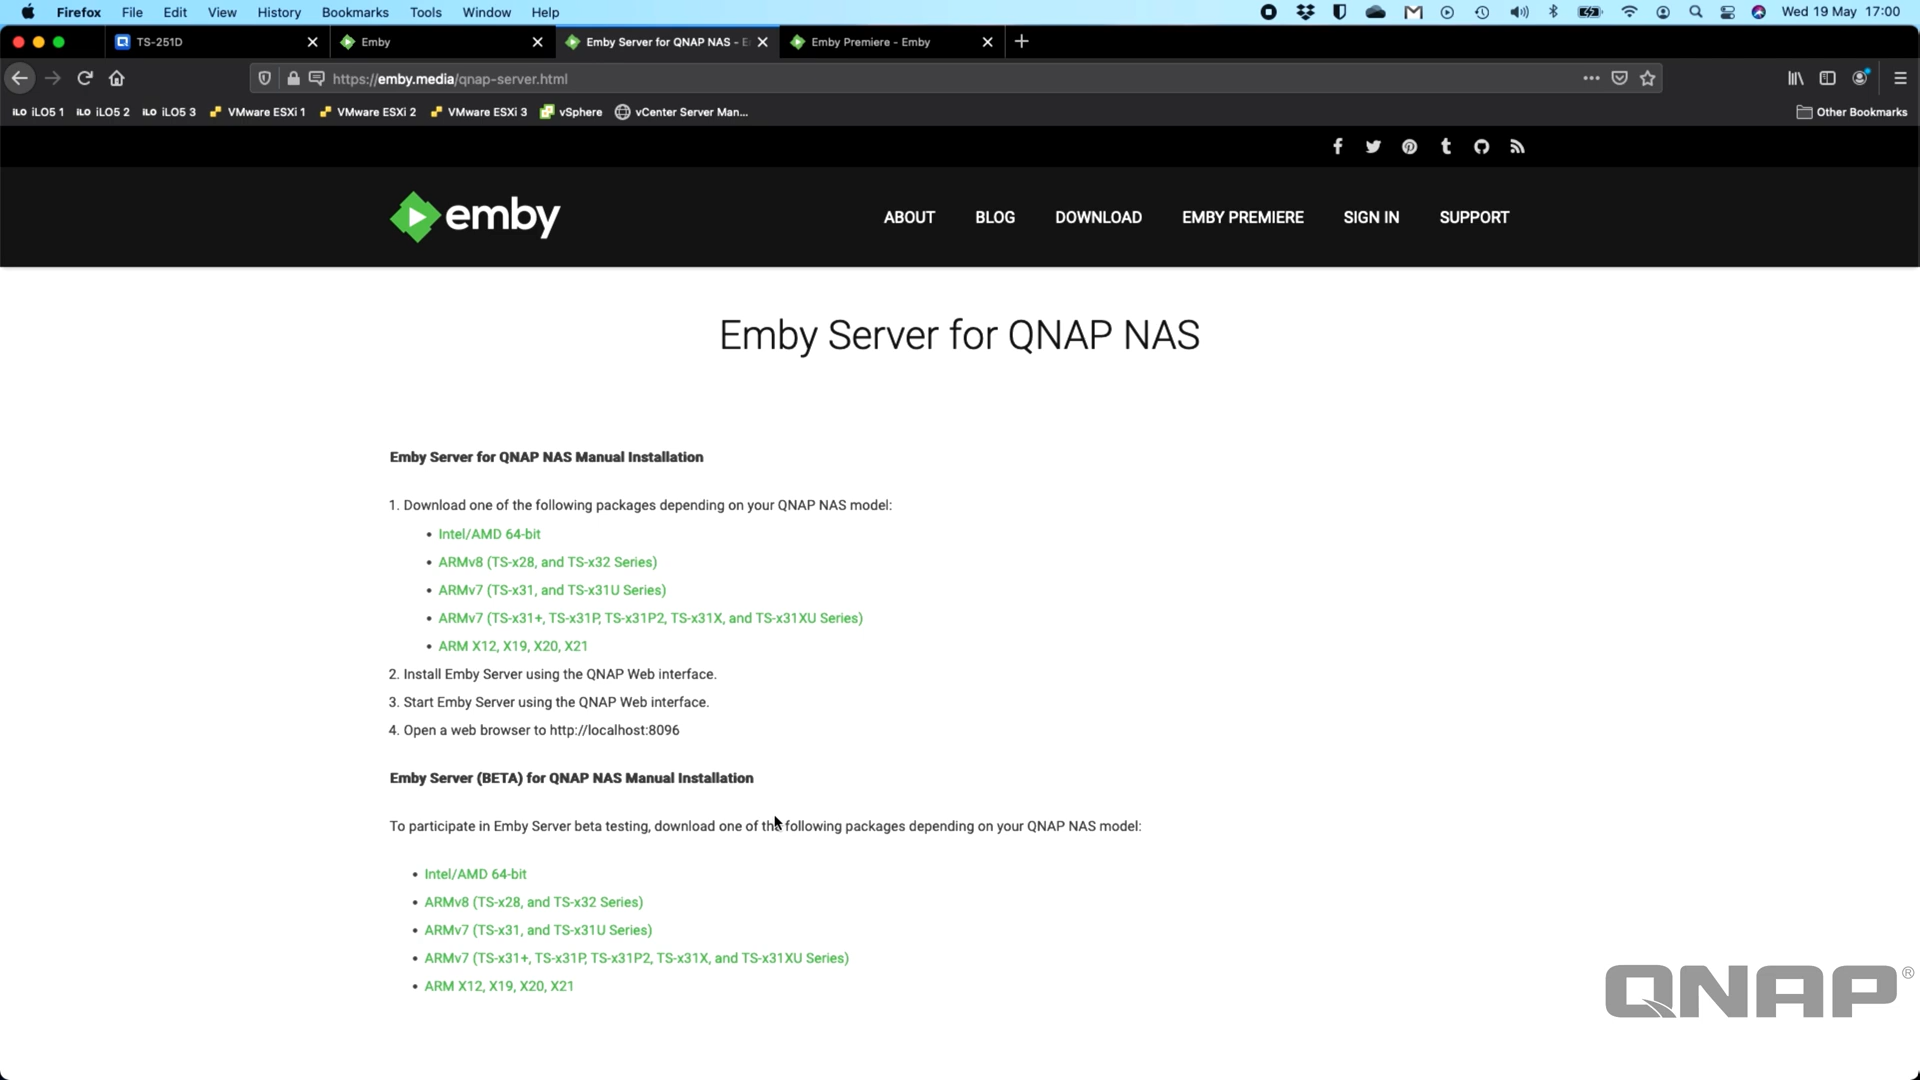 Firefox File Edit View History Bookmarks Tools Window Help Wed 19 May 17:00
TS-251D Emby Emby Server for QNAP NAS - E Emby Premiere - Emby
https://emby.media/qnap-server.html
iLO iLO5 1 iLO iLO5 2 iLO iLO5 3 VMware ESXi 1 VMware ESXi 2 VMware ESXi 3 vSphere vCenter Server Man... Other Bookmarks
emby ABOUT BLOG DOWNLOAD EMBY PREMIERE SIGN IN SUPPORT
Emby Server for QNAP NAS
Emby Server for QNAP NAS Manual Installation
1. Download one of the following packages depending on your QNAP NAS model:
• Intel/AMD 64-bit
• ARMv8 (TS-x28, and TS-x32 Series)
• ARMv7 (TS-x31, and TS-x31U Series)
• ARMv7 (TS-x31+, TS-x31P, TS-x31P2, TS-x31X, and TS-x31XU Series)
• ARM X12, X19, X20, X21
2. Install Emby Server using the QNAP Web interface.
3. Start Emby Server using the QNAP Web interface.
4. Open a web browser to http://localhost:8096
Emby Server (BETA) for QNAP NAS Manual Installation
To participate in Emby Server beta testing, download one of the following packages depending on your QNAP NAS model:
• Intel/AMD 64-bit
• ARMv8 (TS-x28, and TS-x32 Series)
• ARMv7 (TS-x31, and TS-x31U Series)
• ARMv7 (TS-x31+, TS-x31P, TS-x31P2, TS-x31X, and TS-x31XU Series)
• ARM X12, X19, X20, X21
QNAP®